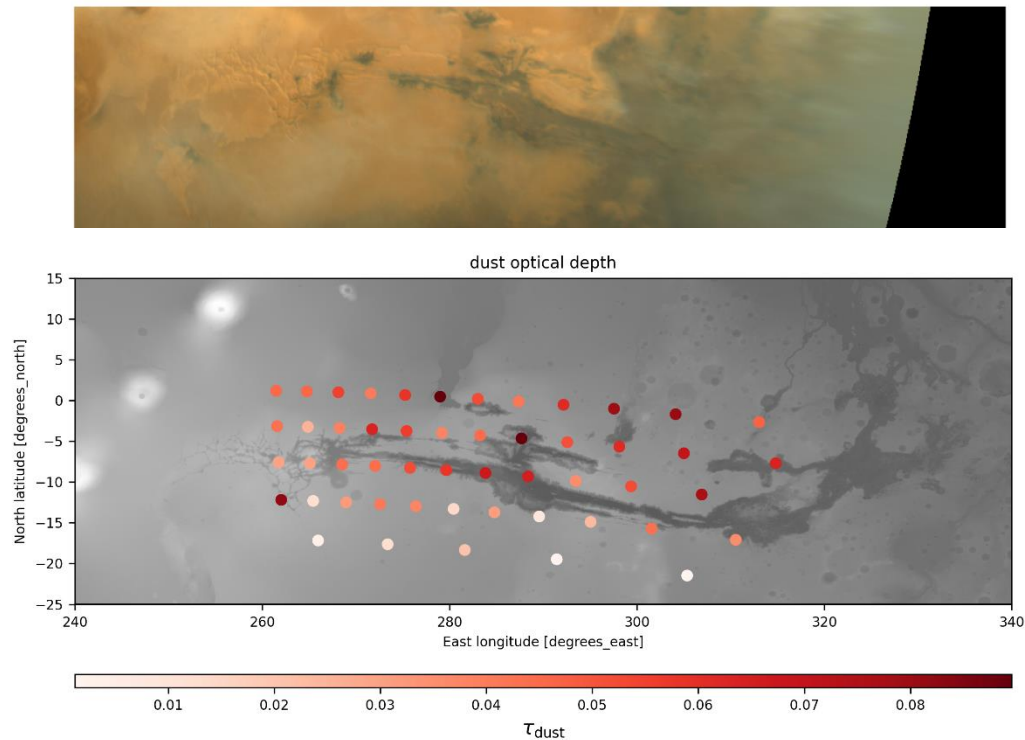 dust optical depth
15
10
5
0
−5
−10
−15
−20
−25
North latitude [degrees_north]
240 260 280 300 320 340
East longitude [degrees_east]
0.01 0.02 0.03 0.04 0.05 0.06 0.07 0.08
τdust